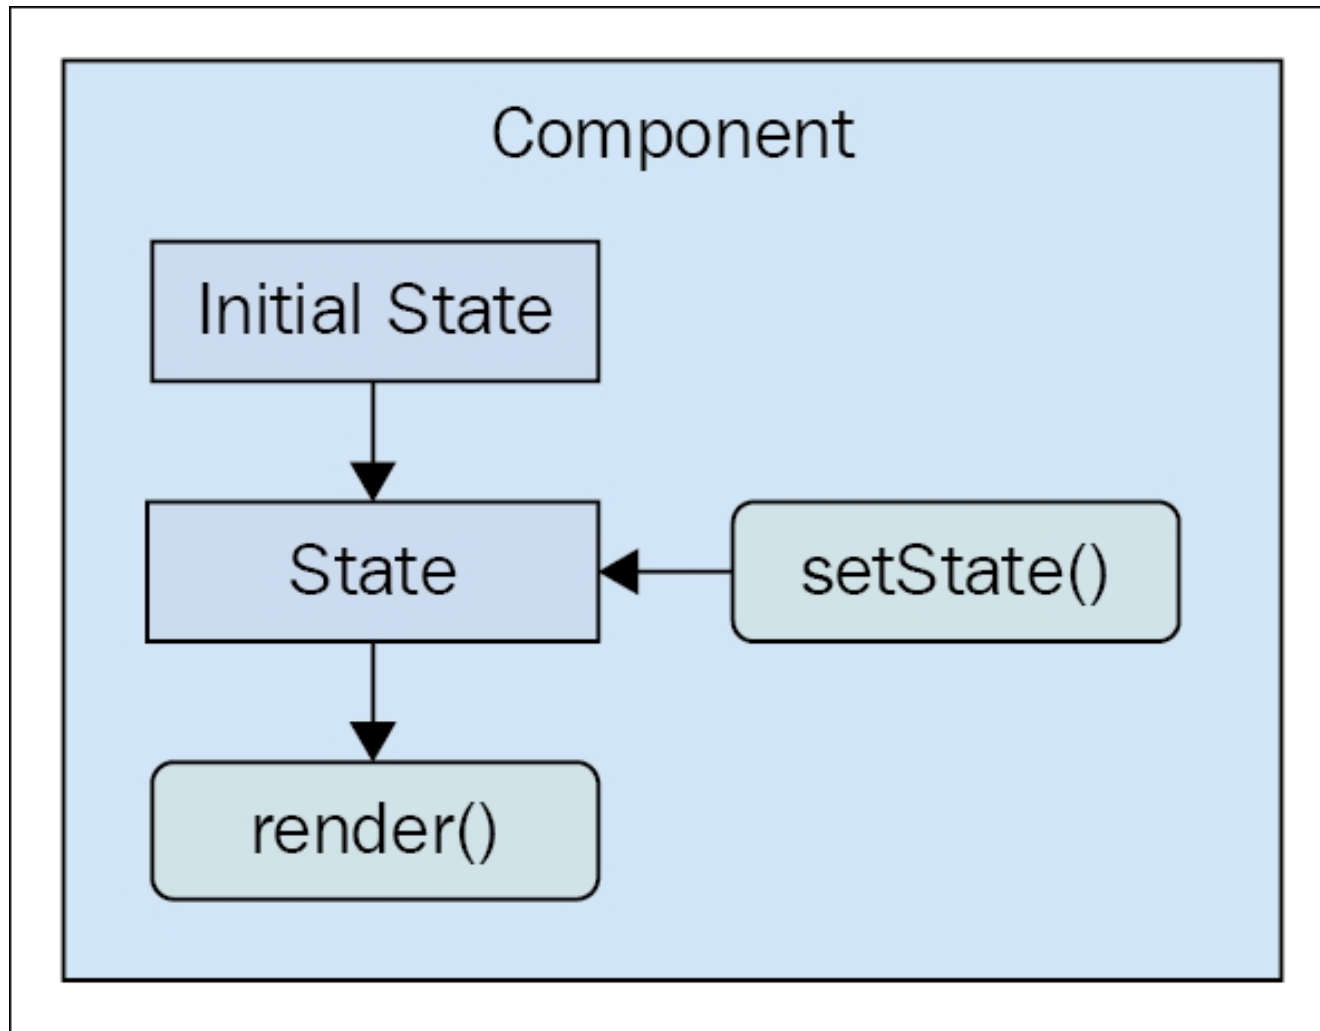 Component
Initial State
State
setState()
render()